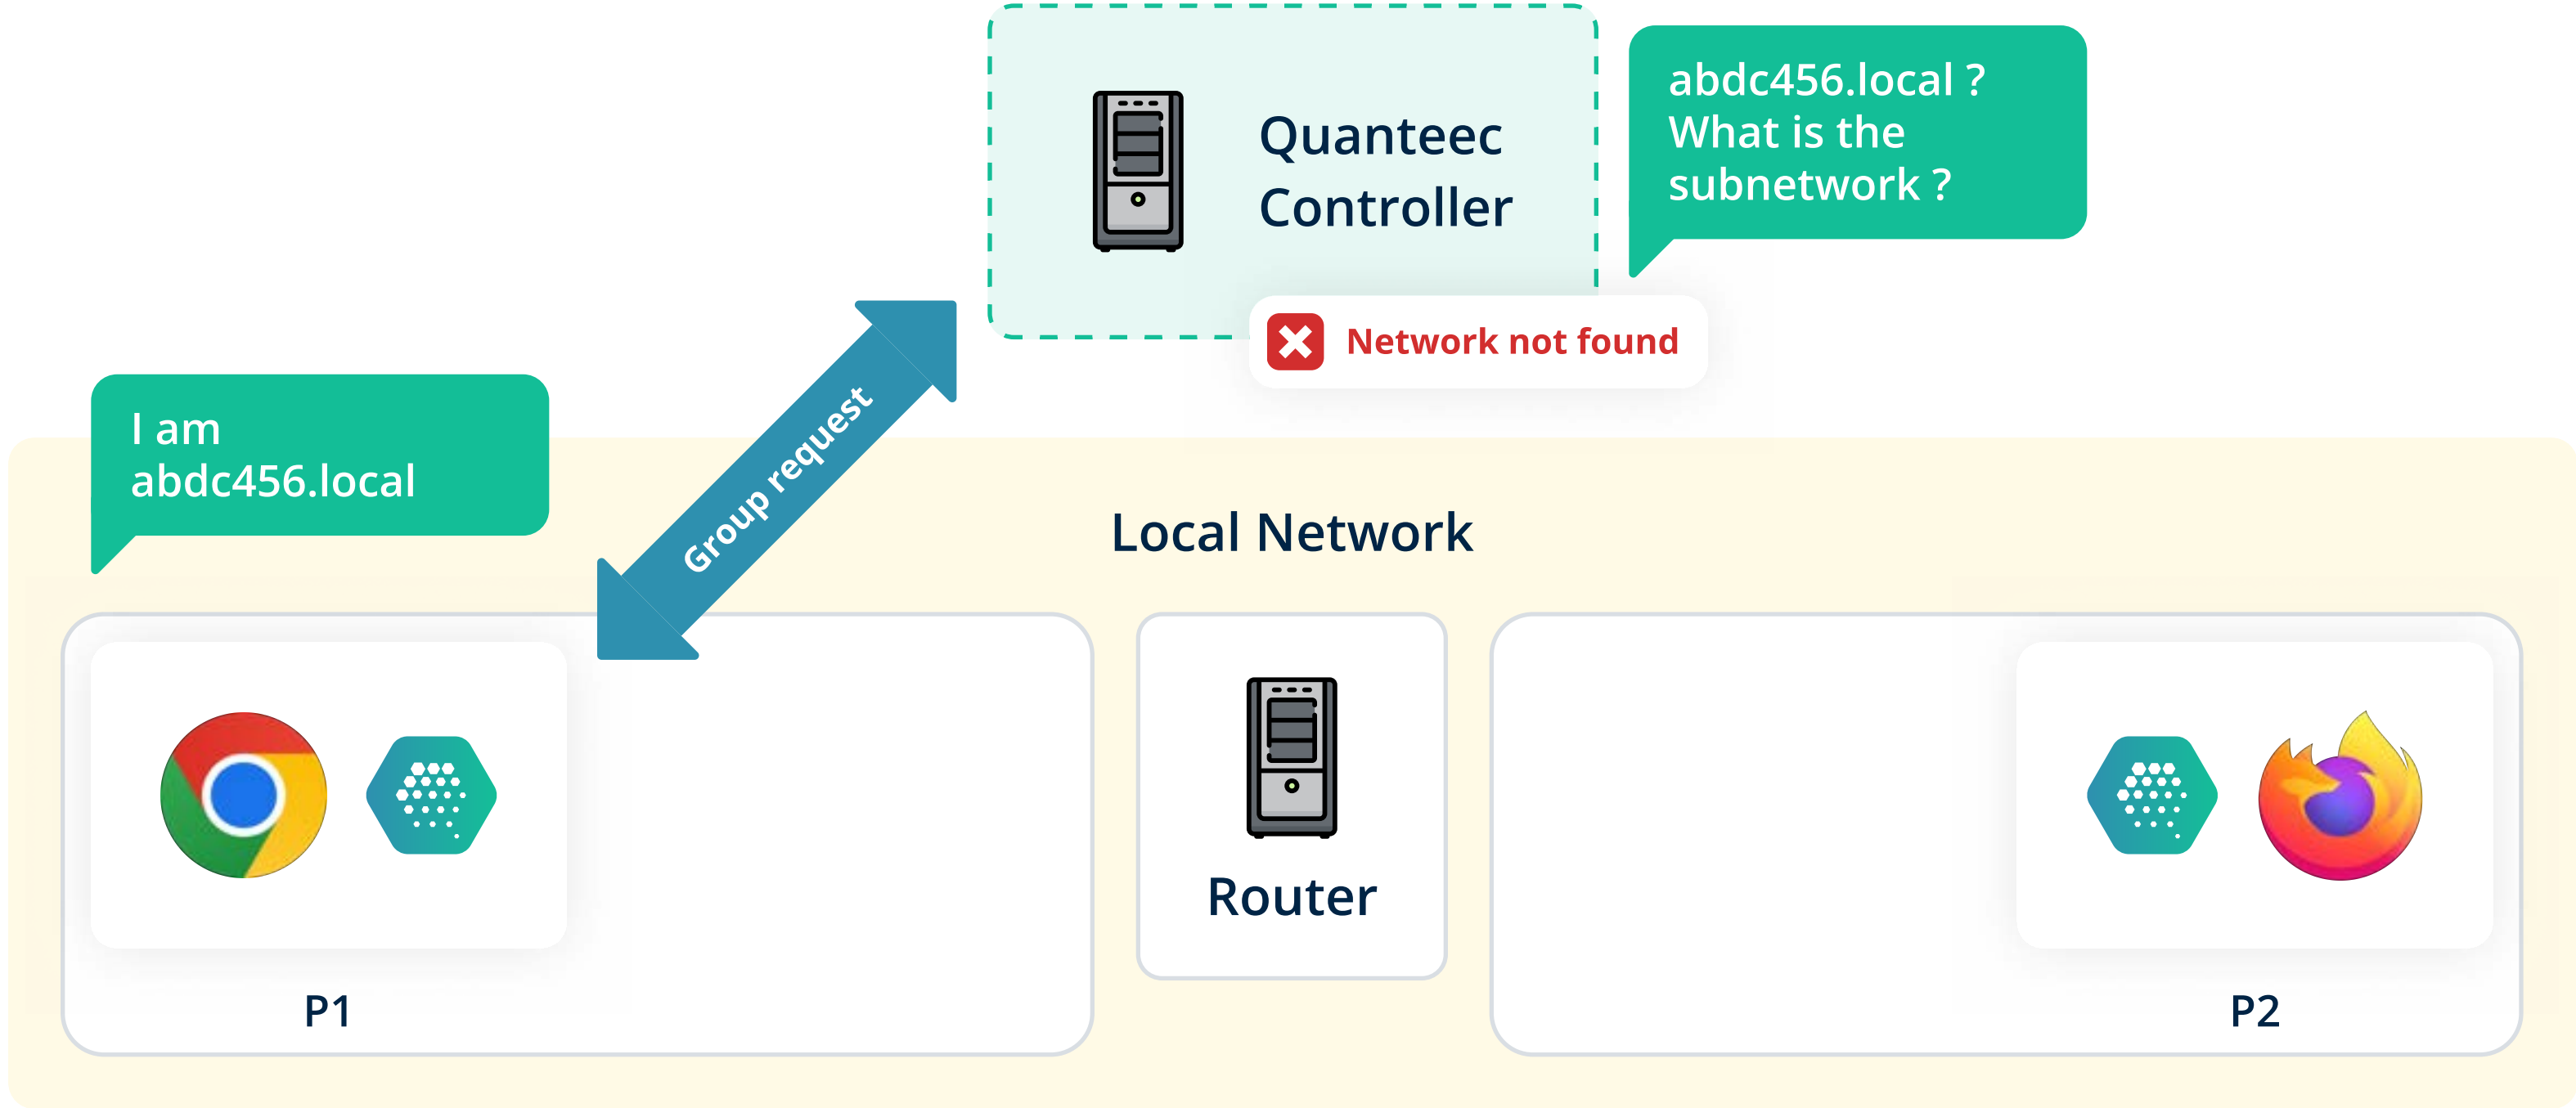 Quanteec
Controller
abdc456.local ?
What is the
subnetwork ?
Network not found
I am
abdc456.local
Group request
Local Network
Router
P1
P2